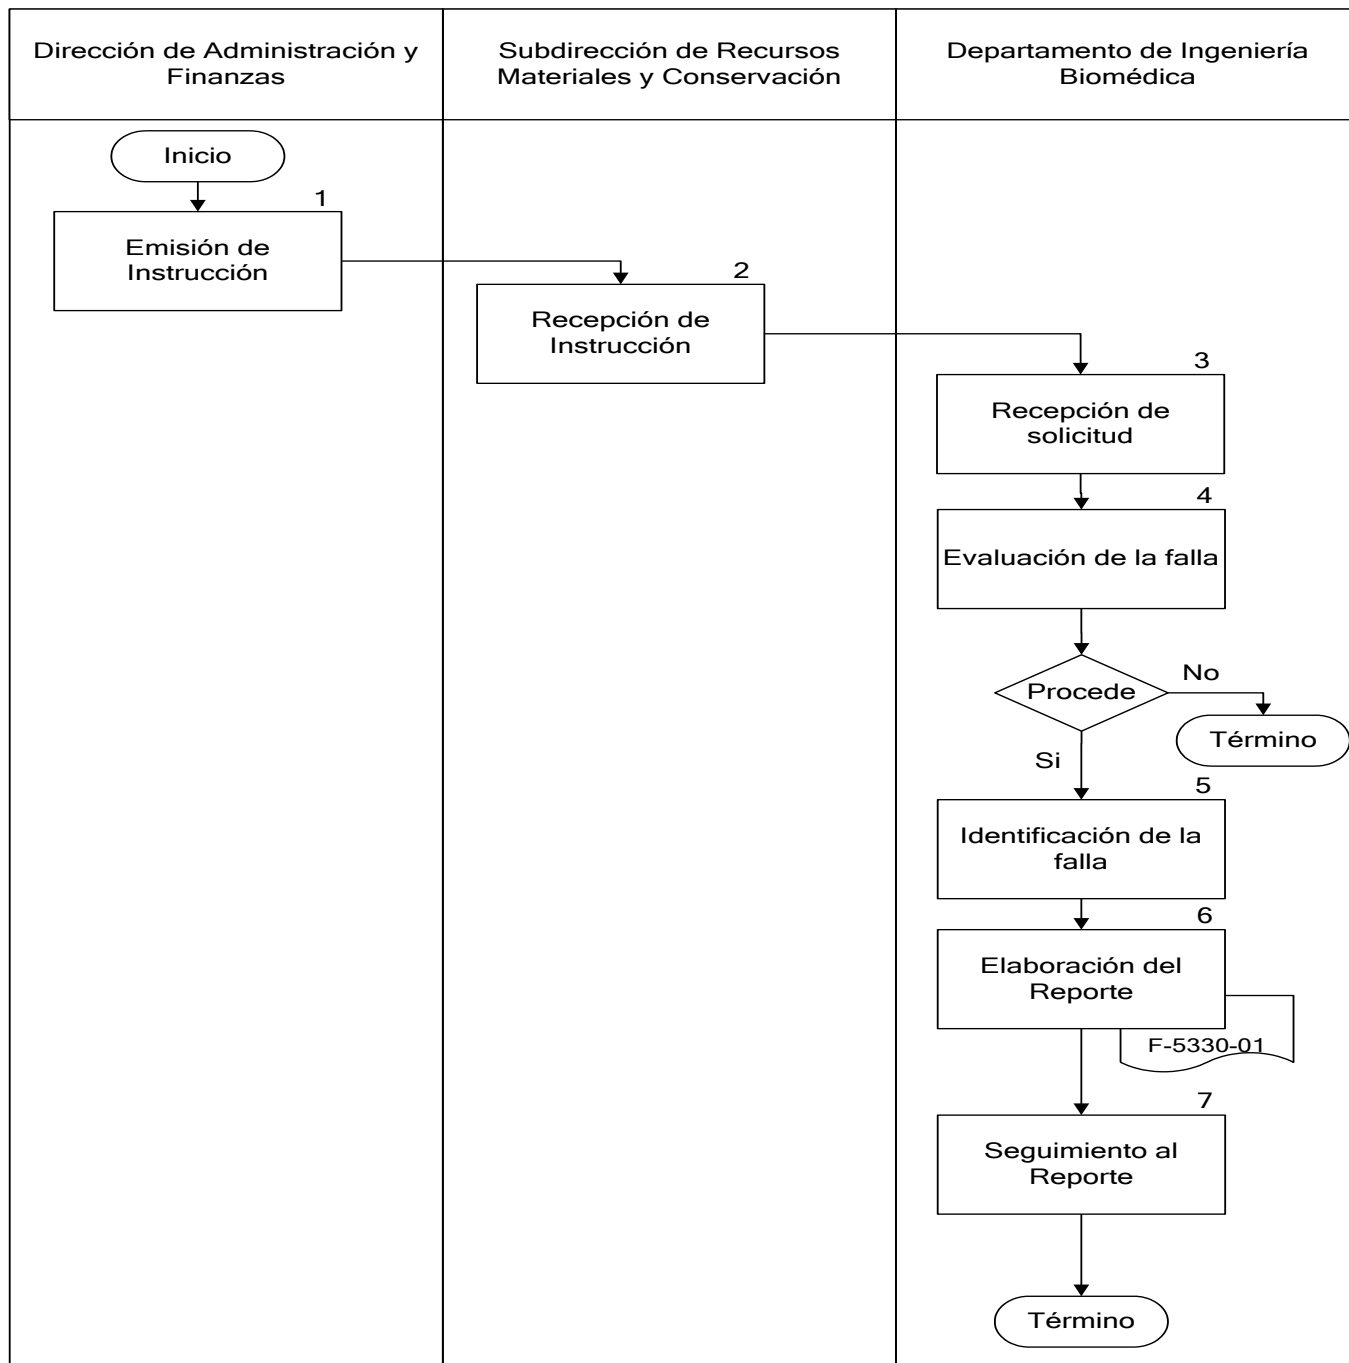 Dirección de Administración y
Finanzas
Subdirección de Recursos
Materiales y Conservación
Departamento de Ingeniería
Biomédica
Inicio
1
Emisión de
Instrucción
2
Recepción de
Instrucción
3
Recepción de
solicitud
4
Evaluación de la falla
Procede
No
Término
Si
5
Identificación de la
falla
6
Elaboración del
Reporte
F-5330-01
7
Seguimiento al
Reporte
Término